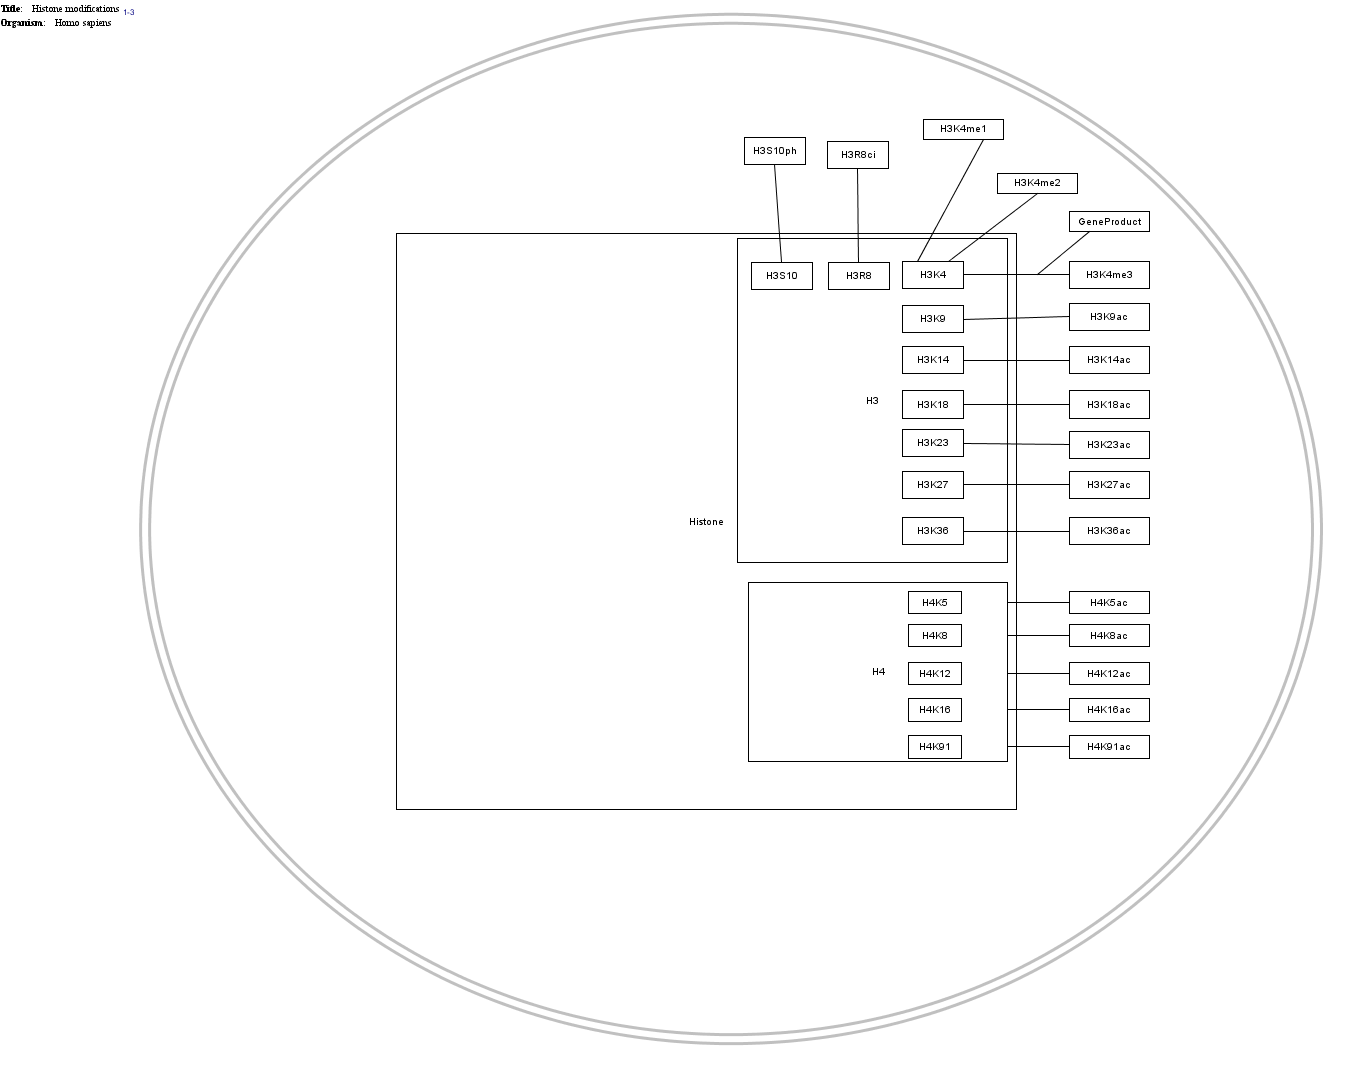 Title: Histone modifications 1-3
Organism: Homo sapiens
H3K4me1
H3S10ph
H3R8ci
H3K4me2
GeneProduct
H3S10
H3R8
H3K4
H3K4me3
H3K9
H3K9ac
H3K14
H3K14ac
H3
H3K18
H3K18ac
H3K23
H3K23ac
H3K27
H3K27ac
Histone
H3K36
H3K36ac
H4K5
H4K5ac
H4K8
H4K8ac
H4
H4K12
H4K12ac
H4K16
H4K16ac
H4K91
H4K91ac